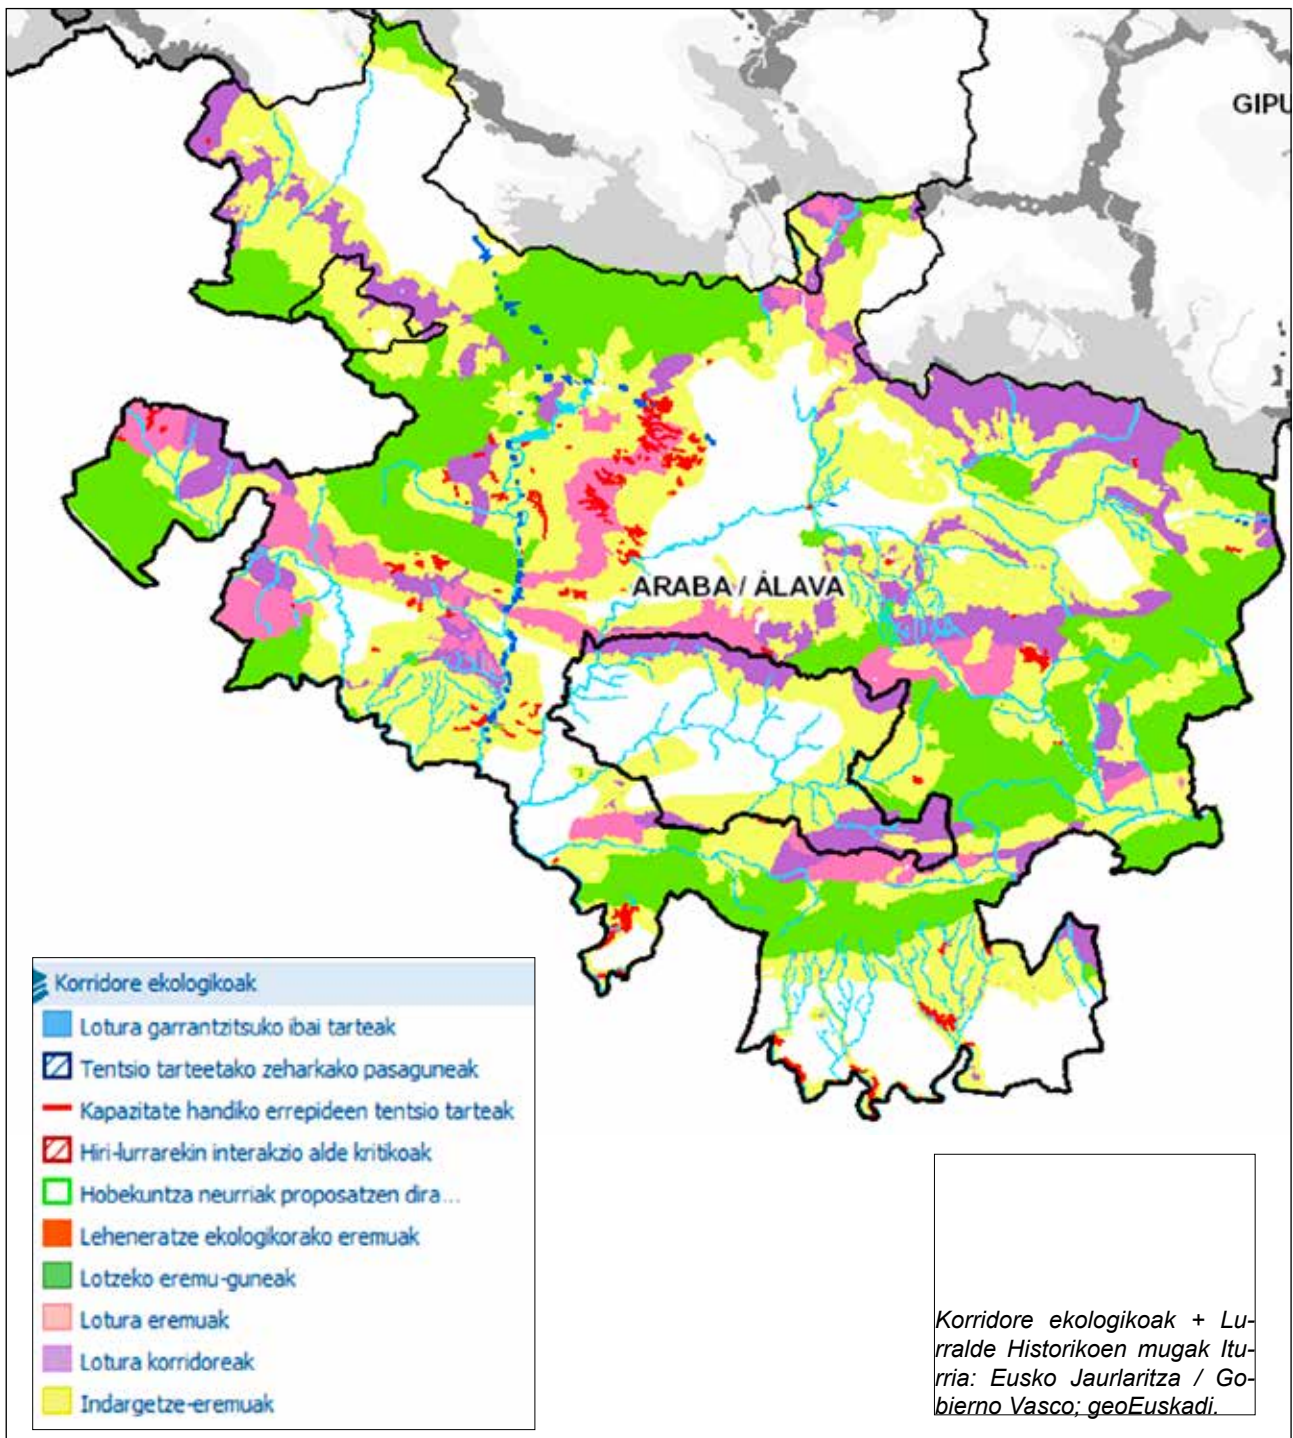 GIPU
ARABA / ÁLAVA
Korridore ekologikoak
Lotura garrantzitsuko ibai tarteak
Tentsio tarteetako zeharkako pasaguneak
Kapazitate handiko errepideen tentsio tarteak
Hiri-lurrarekin interakzio alde kritikoak
Hobekuntza neurriak proposatzen dira...
Leheneratze ekologikorako eremuak
Lotzeko eremu-guneak
Lotura eremuak
Lotura korridoreak
Indargetze-eremuak
Korridore ekologikoak + Lu-
rralde Historikoen mugak Itu-
rria: Eusko Jaurlaritza / Go-
bierno Vasco; geoEuskadi.